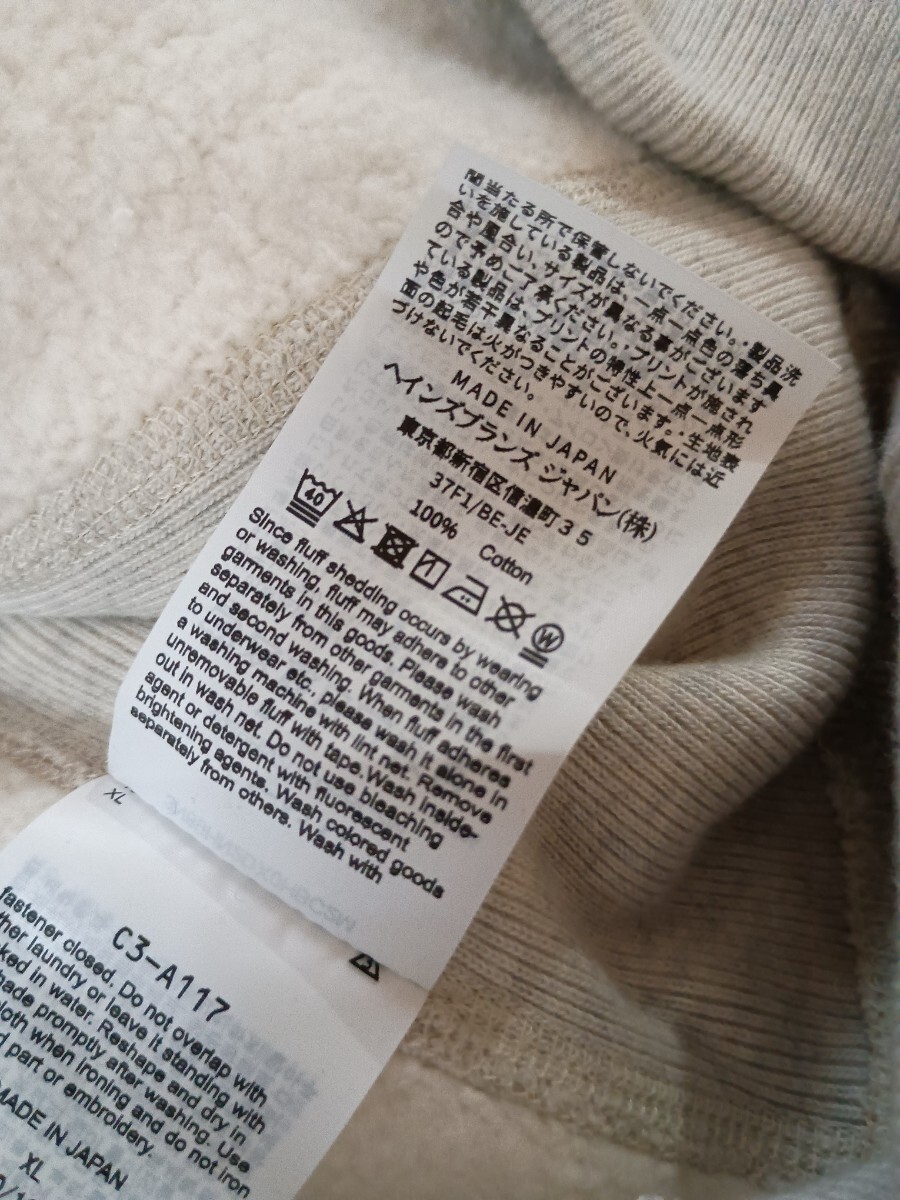 間当たる所で保管しないでください。・製品洗
いを施している製品は、一点一点色の落ち具
合や風合い、サイズが異なる事がございます
ので予めご了承ください。・プリントが施され
ている製品は、プリントの特性上一点一点形
や色が若干異なることがございます。・生地表
面の起毛は火がつきやすいので、火気には近
づけないでください。
MADE IN JAPAN
ヘインズブランズ ジャパン(株)
東京都新宿区信濃町35
37F1/BE-JE
100% Cotton
40
W
Since fluff shedding occurs by wearing
or washing, fluff may adhere to other
garments in this goods. Please wash
separately from other garments in the first
and second washing. When fluff adheres
to underwear etc., please wash it alone in
a washing machine with lint net. Remove
unremovable fluff with tape. Wash inside-
out in wash net. Do not use bleaching
agent or detergent with fluorescent
brightening agents. Wash colored goods
separately from others. Wash with
XL
C3-A117
fastener closed. Do not overlap with
ther laundry or leave it standing with
ked in water. Reshape and dry in
hade promptly after washing. Use
loth when ironing and do not iron
d part or embroidery.
MADE IN JAPAN
XL